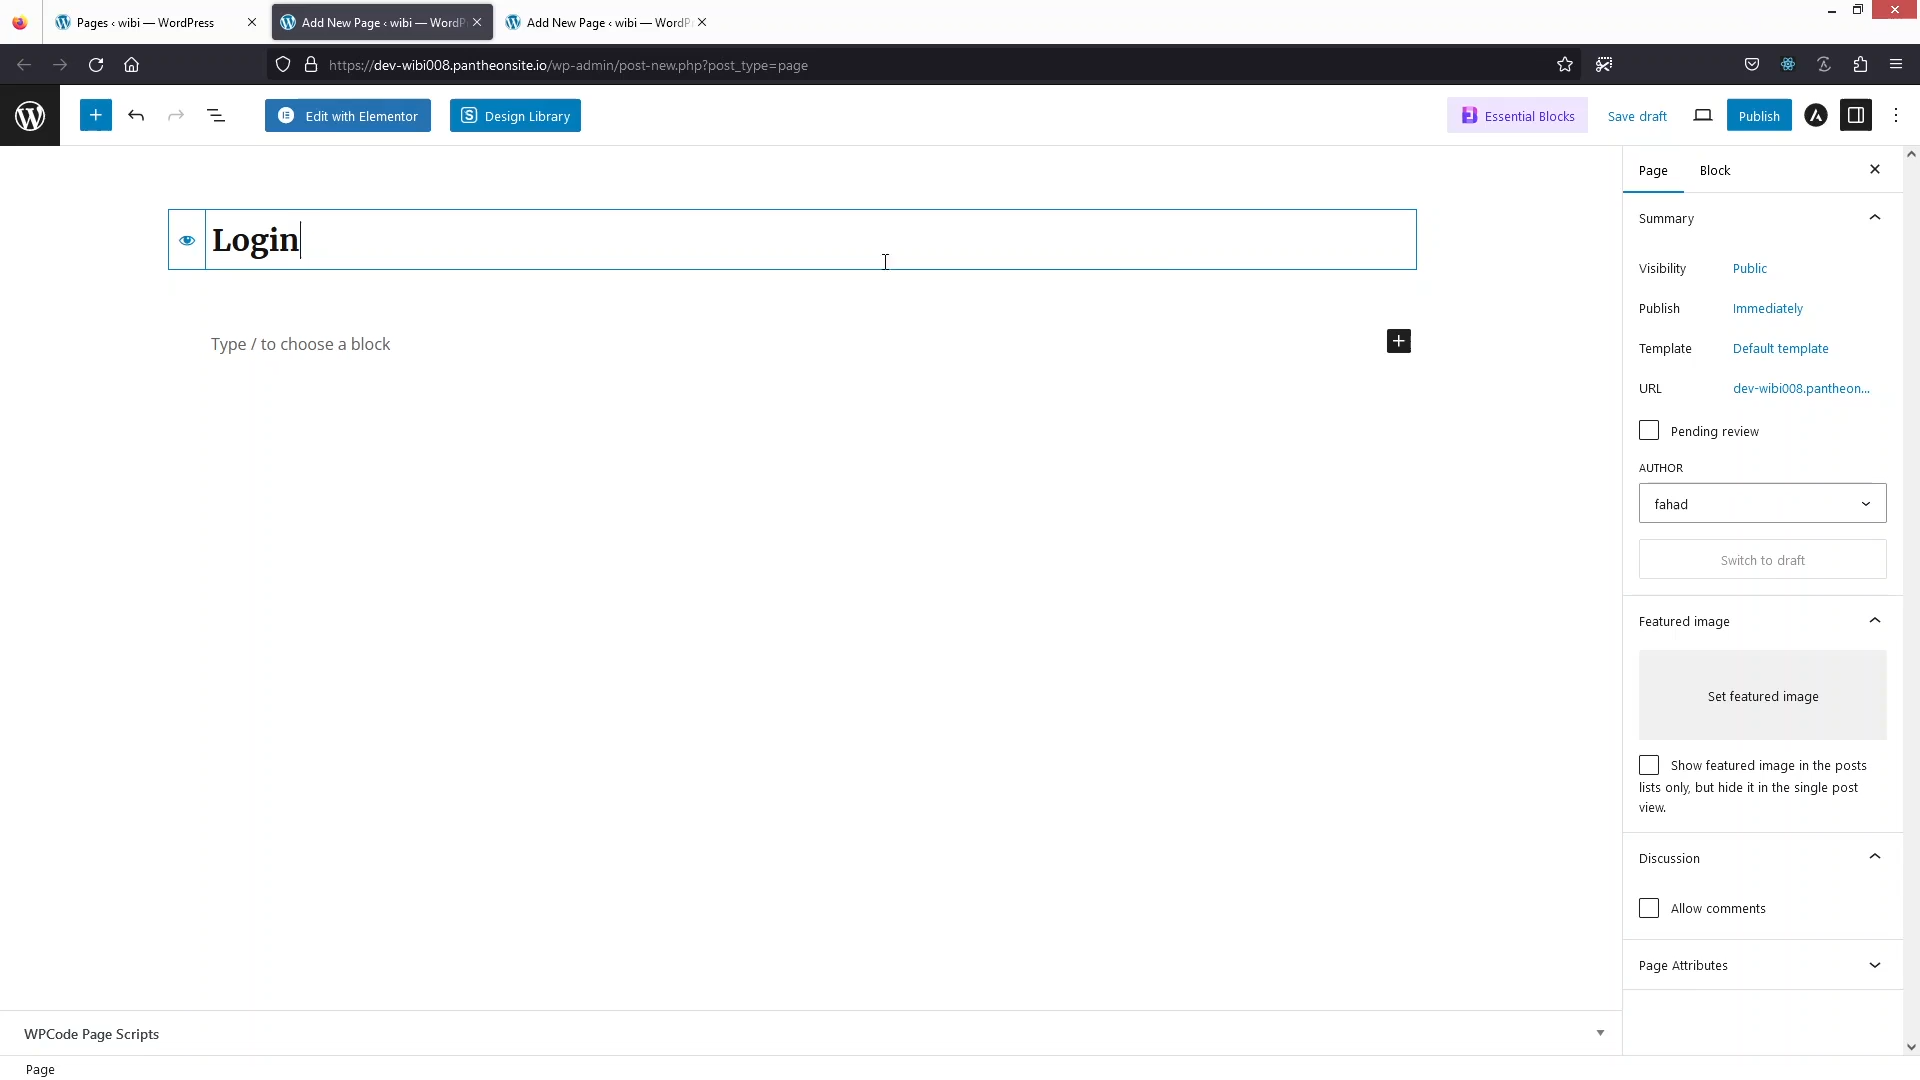 Pages ‹ wibi — WordPress
Add New Page ‹ wibi — WordP
Add New Page ‹ wibi — WordP
https://dev-wibi008.pantheonsite.io/wp-admin/post-new.php?post_type=page
Edit with Elementor
Design Library
Essential Blocks
Save draft
Publish
Page
Block
Summary
Login
Visibility
Public
Publish
Immediately
Type / to choose a block
Template
Default template
URL
dev-wibi008.pantheon...
Pending review
AUTHOR
fahad
Switch to draft
Featured image
Set featured image
Show featured image in the posts
lists only, but hide it in the single post
view.
Discussion
Allow comments
Page Attributes
WPCode Page Scripts
Page